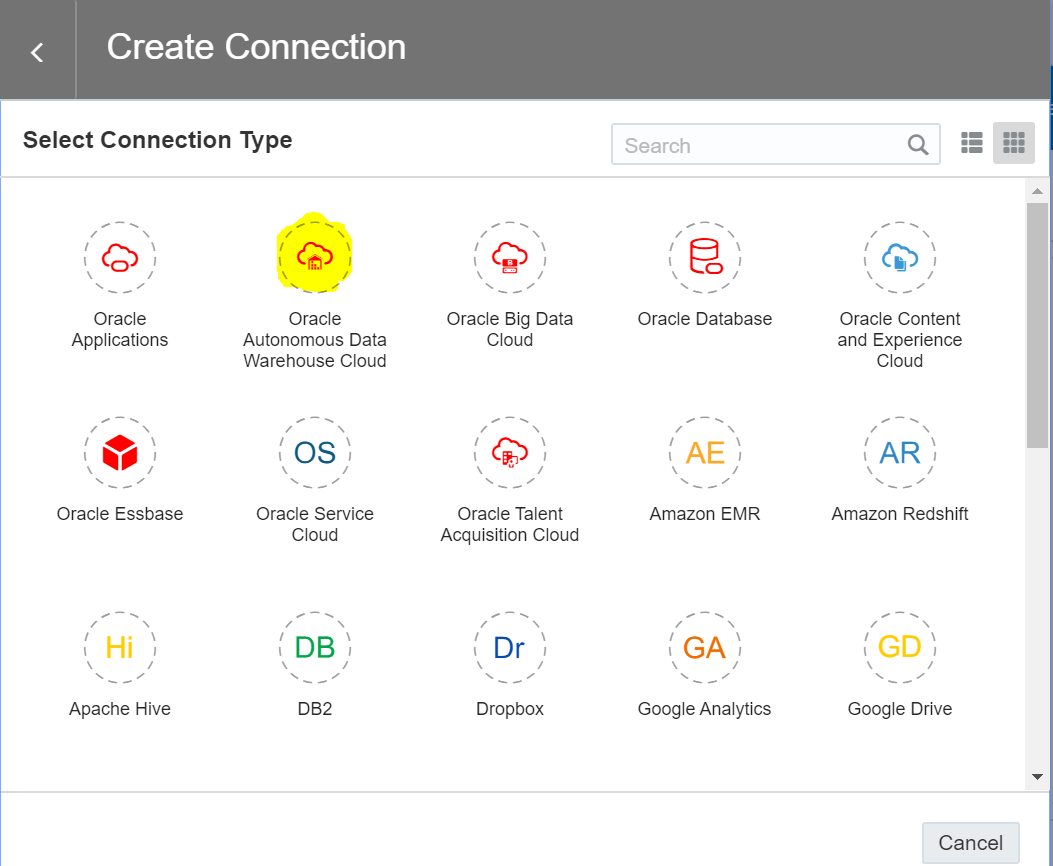 Create Connection
Select Connection Type
Search
Oracle
Applications
Oracle
Autonomous Data
Warehouse Cloud
Oracle Big Data
Cloud
Oracle Database
Oracle Content
and Experience
Cloud
OS
AE
AR
Oracle Essbase
Oracle Service
Cloud
Oracle Talent
Acquisition Cloud
Amazon EMR
Amazon Redshift
Hi
DB
Dr
GA
GD
Apache Hive
DB2
Dropbox
Google Analytics
Google Drive
Cancel